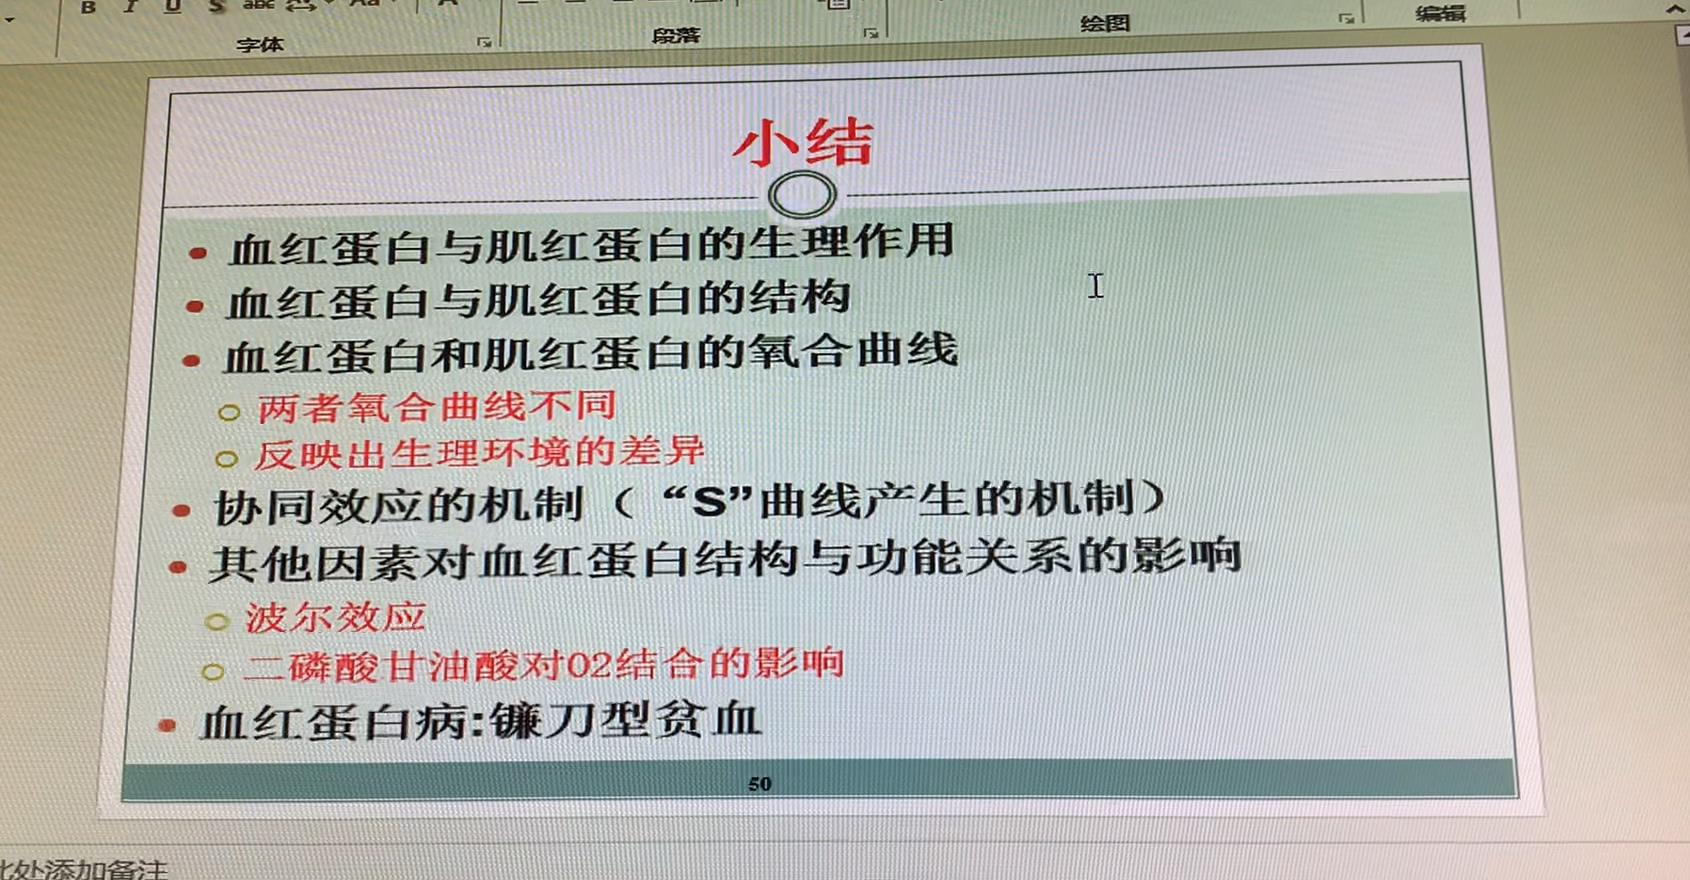 B I U S abc Aa A
字体 段落 绘图 编辑
小结
血红蛋白与肌红蛋白的生理作用
血红蛋白与肌红蛋白的结构
血红蛋白和肌红蛋白的氧合曲线
两者氧合曲线不同
反映出生理环境的差异
协同效应的机制（“S”曲线产生的机制）
其他因素对血红蛋白结构与功能关系的影响
波尔效应
二磷酸甘油酸对O2结合的影响
血红蛋白病:镰刀型贫血
50
此处添加备注